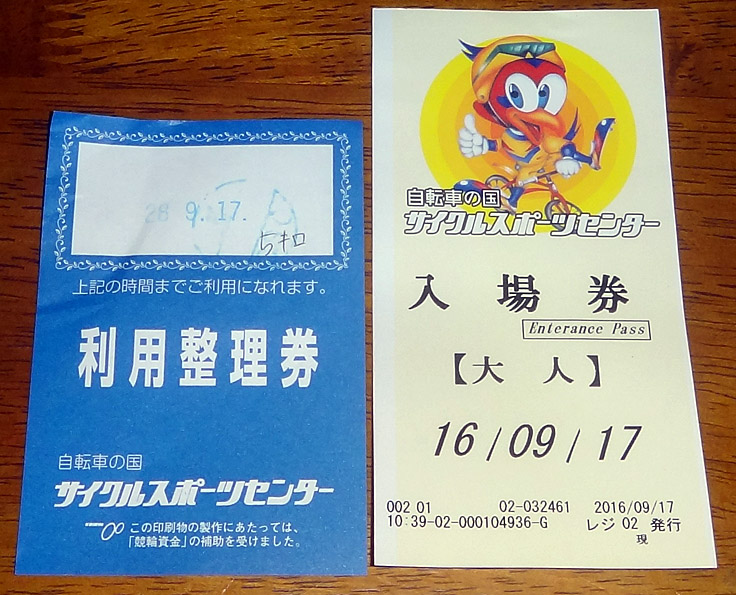 28. 9. 17.
5キロ
上記の時間までご利用になれます。
利用整理券
自転車の国
サイクルスポーツセンター
この印刷物の製作にあたっては、
「競輪資金」の補助を受けました。
自転車の国
サイクルスポーツセンター
入場券
Enterance Pass
【大人】
16/09/17
002 01 02-032461 2016/09/17
10:39-02-000104936-G レジ 02 発行
現